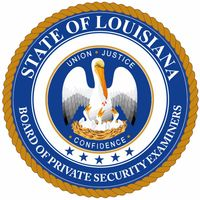 STATE OF LOUISIANA
UNION · JUSTICE
CONFIDENCE
BOARD OF PRIVATE SECURITY EXAMINERS